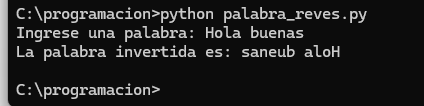 C:\programacion>python palabra_reves.py
Ingrese una palabra: Hola buenas
La palabra invertida es: saneub aloH
C:\programacion>